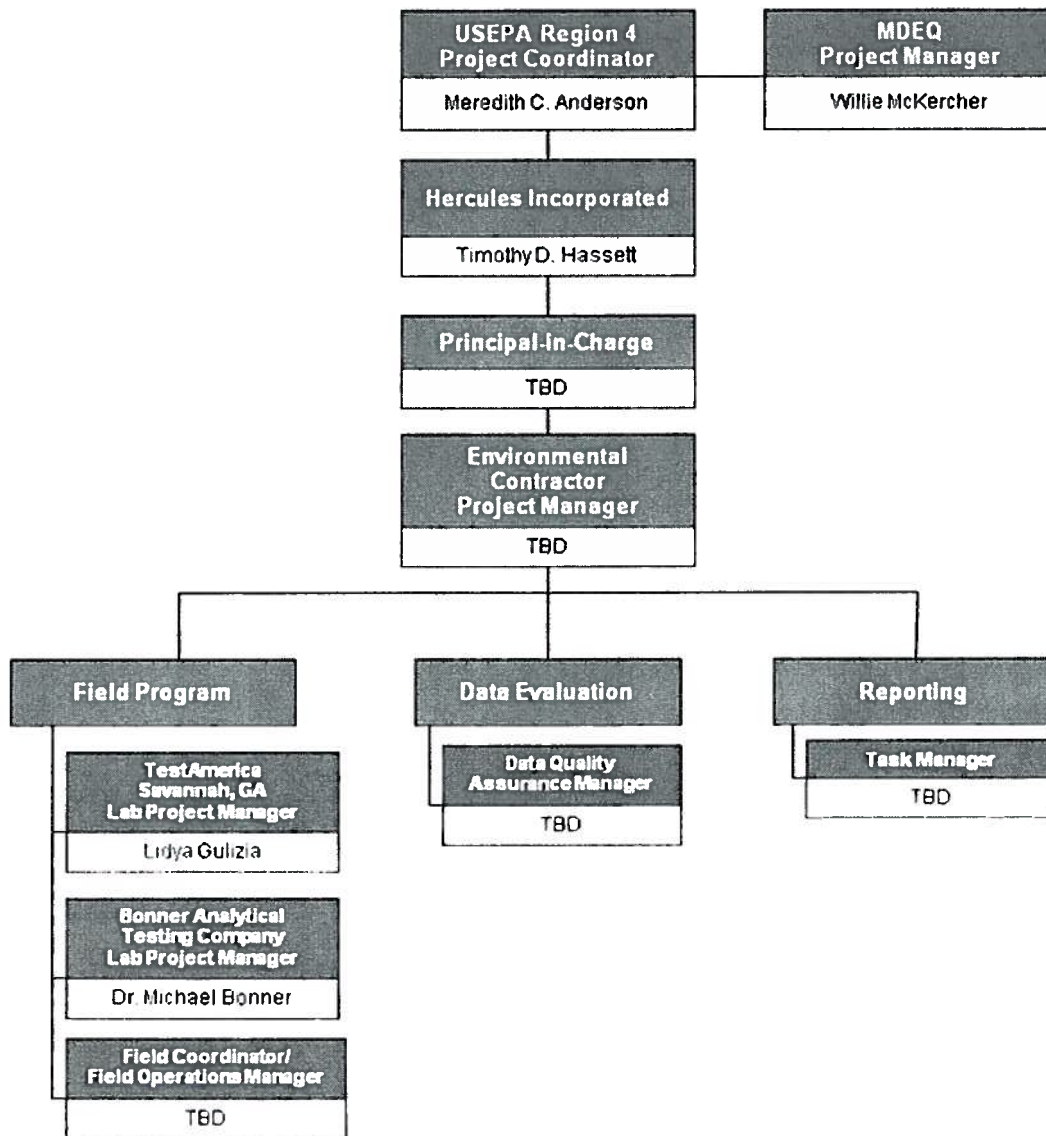 USEPA Region 4
Project Coordinator
Meredith C. Anderson
MDEQ
Project Manager
Willie McKercher
Hercules Incorporated
Timothy D. Hassett
Principal-in-Charge
TBD
Environmental
Contractor
Project Manager
TBD
Field Program
TestAmerica
Savannah, GA
Lab Project Manager
Lidya Gulizia
Bonner Analytical
Testing Company
Lab Project Manager
Dr. Michael Bonner
Field Coordinator/
Field Operations Manager
TBD
Data Evaluation
Data Quality
Assurance Manager
TBD
Reporting
Task Manager
TBD